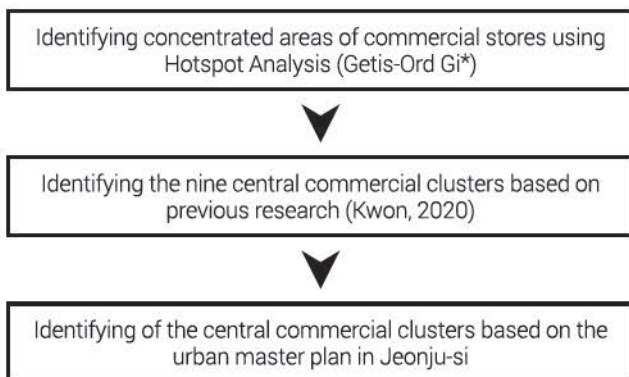 Identifying concentrated areas of commercial stores using
Hotspot Analysis (Getis-Ord Gi*)
Identifying the nine central commercial clusters based on
previous research (Kwon, 2020)
Identifying of the central commercial clusters based on the
urban master plan in Jeonju-si